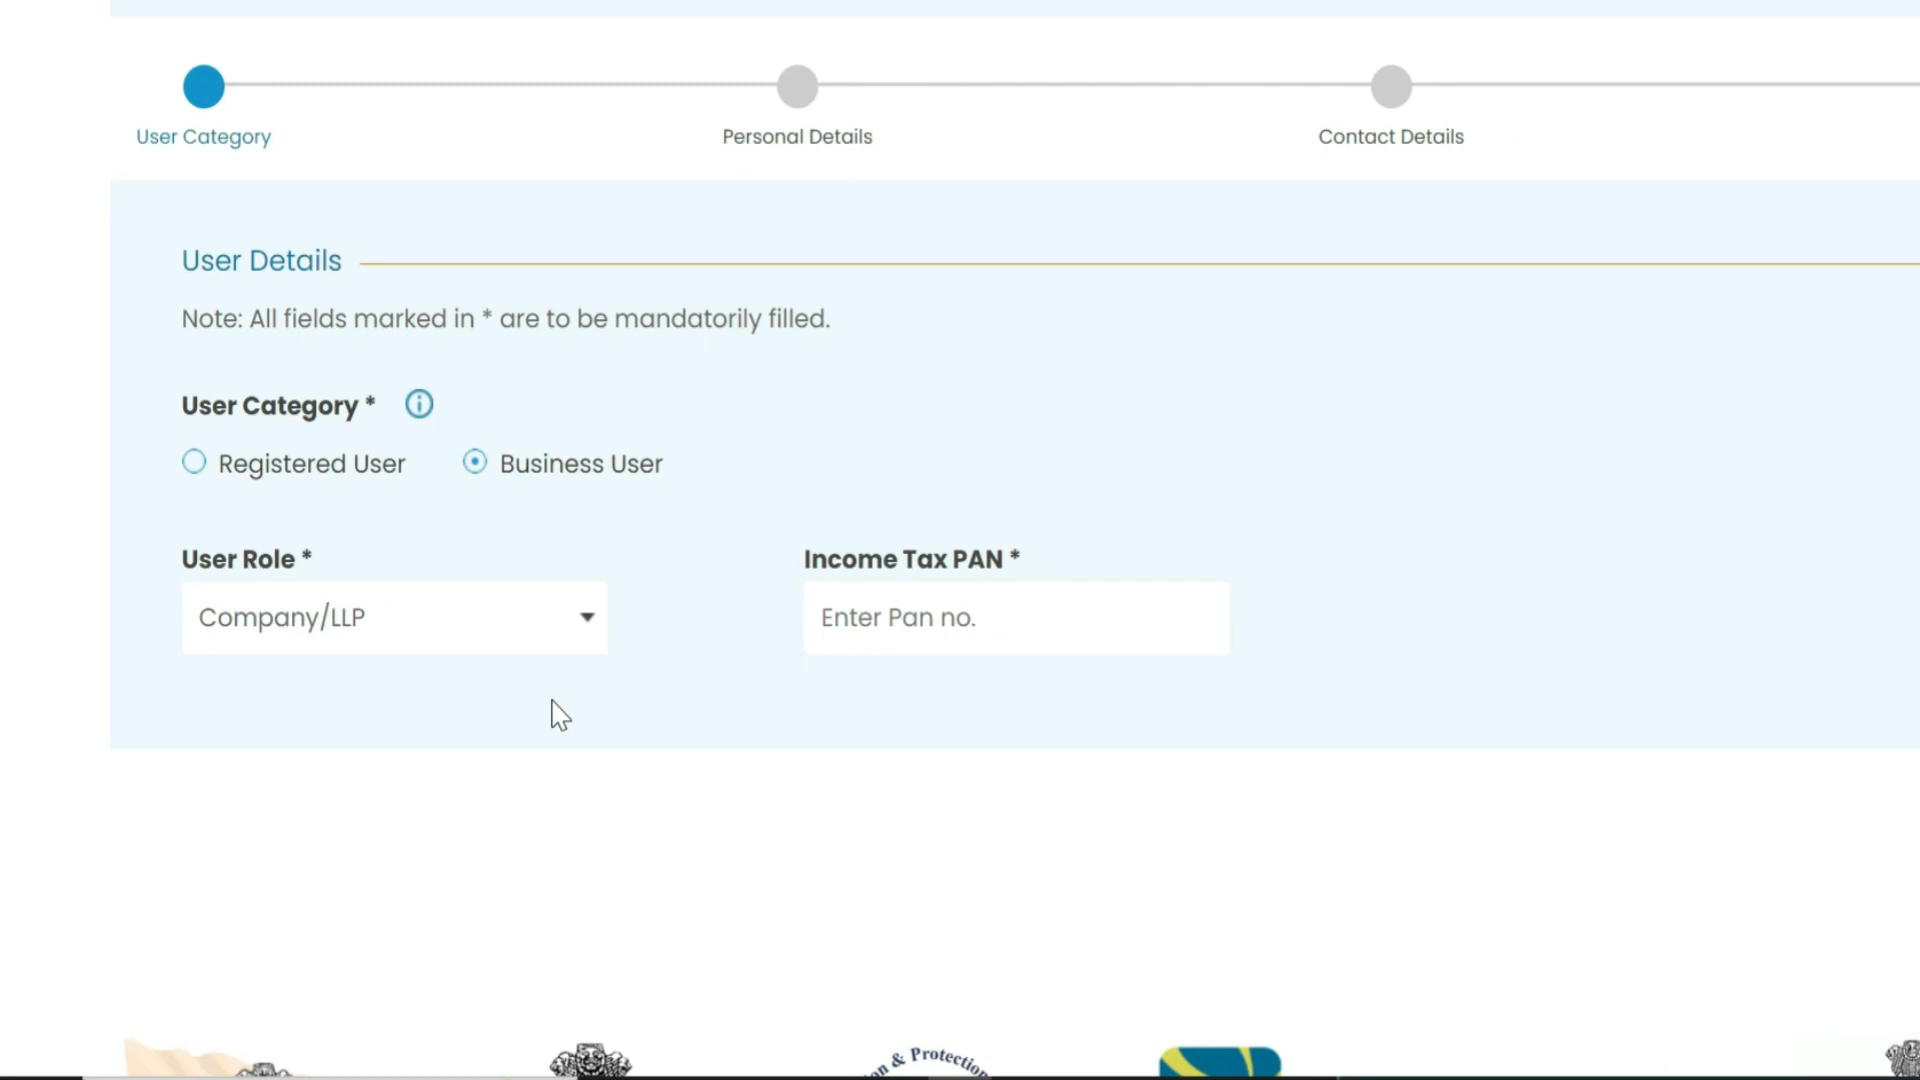 User Category
Personal Details
Contact Details
User Details
Note: All fields marked in * are to be mandatorily filled.
User Category *
Registered User
Business User
User Role *
Income Tax PAN *
Company/LLP
Enter Pan no.
& Protection